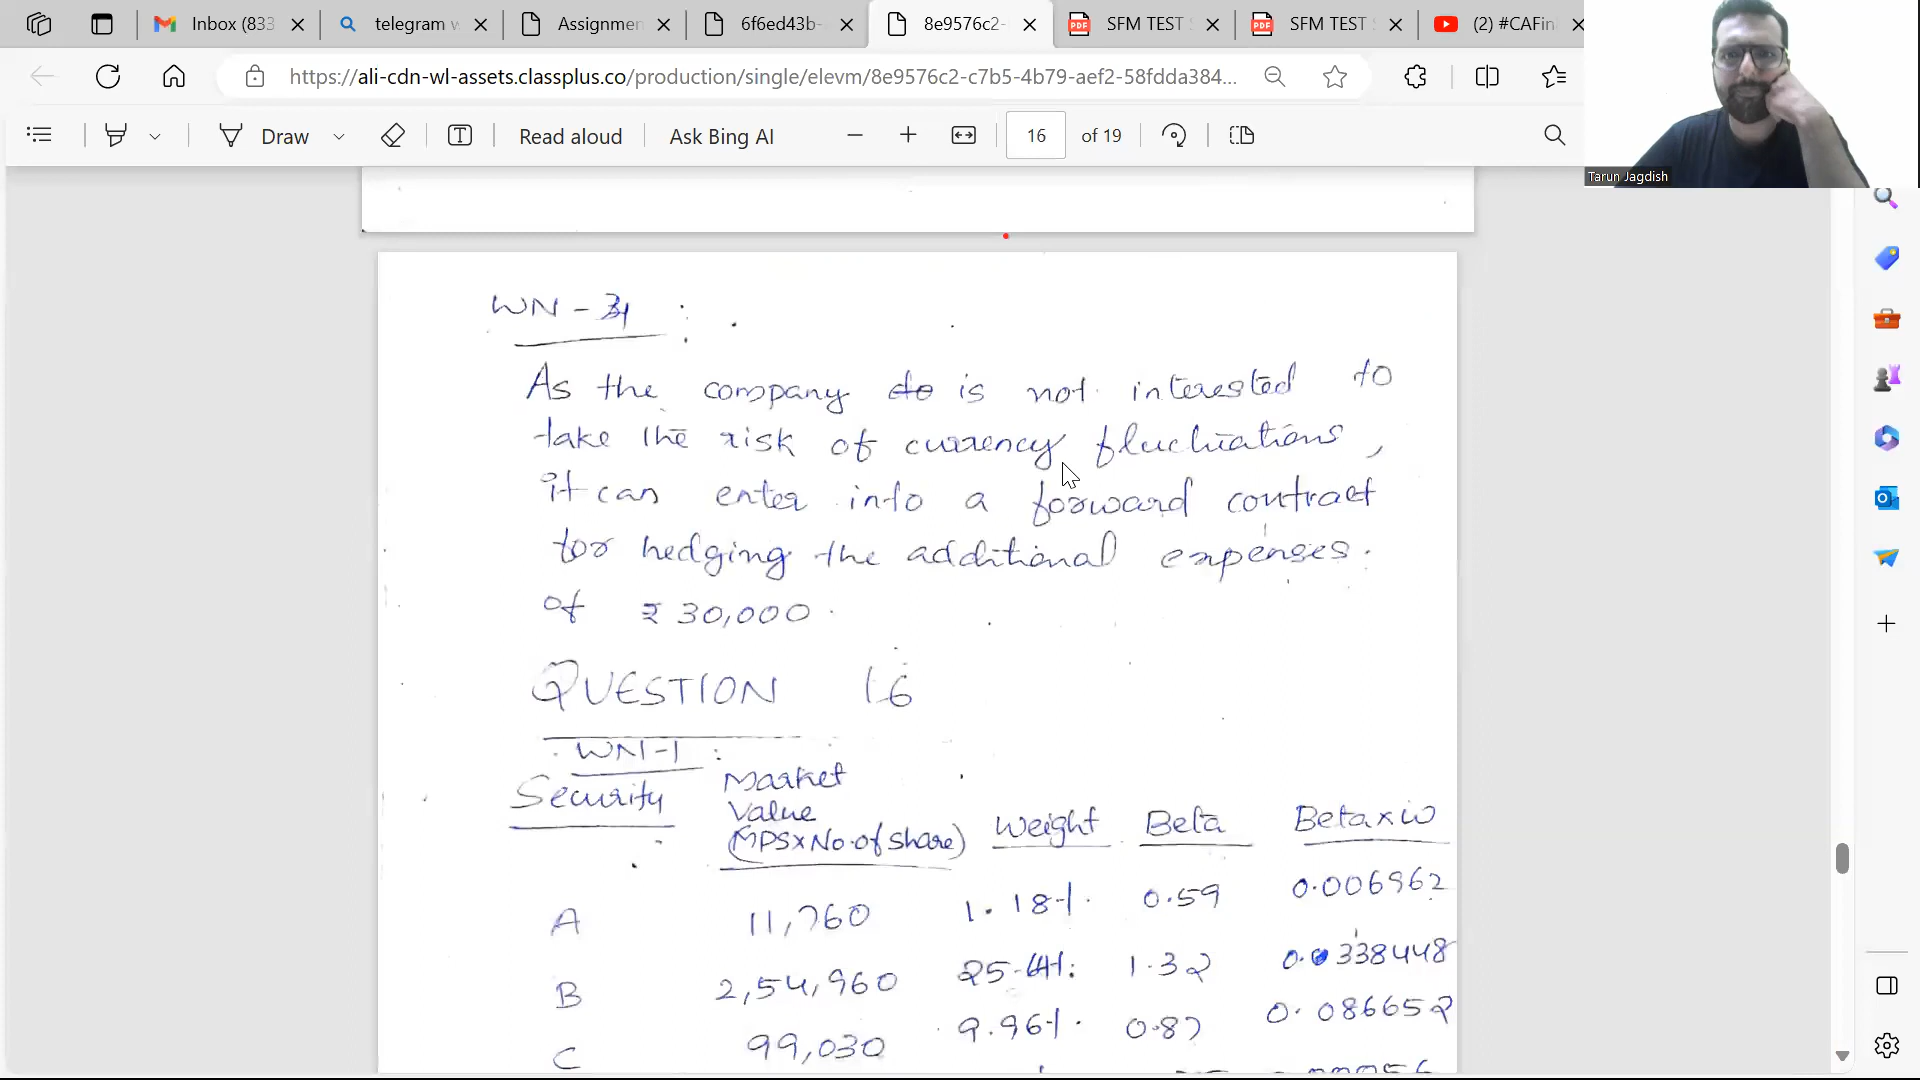 Inbox (833
telegram w
Assignmen
6f6ed43b-
8e9576c2-
SFM TEST S
SFM TEST S
(2) #CAFina
https://ali-cdn-wl-assets.classplus.co/production/single/elevm/8e9576c2-c7b5-4b79-aef2-58fdda384...
Draw
Read aloud
Ask Bing AI
16 of 19
Tarun Jagdish
WN-
As the company is not interested to
take the risk of currency fluctuations,
it can enter into a forward contract
for hedging the additional expenses.
of ₹ 30,000.
QUESTION 16
WN-1 :
Security Market Value (MPS×No.of share) Weight Beta Beta×w
A 11,760 1.18%. 0.59 0.006962
B 2,54,960 1.32 0.0338448
C 99,030 9.96%. 0.87 0.086652